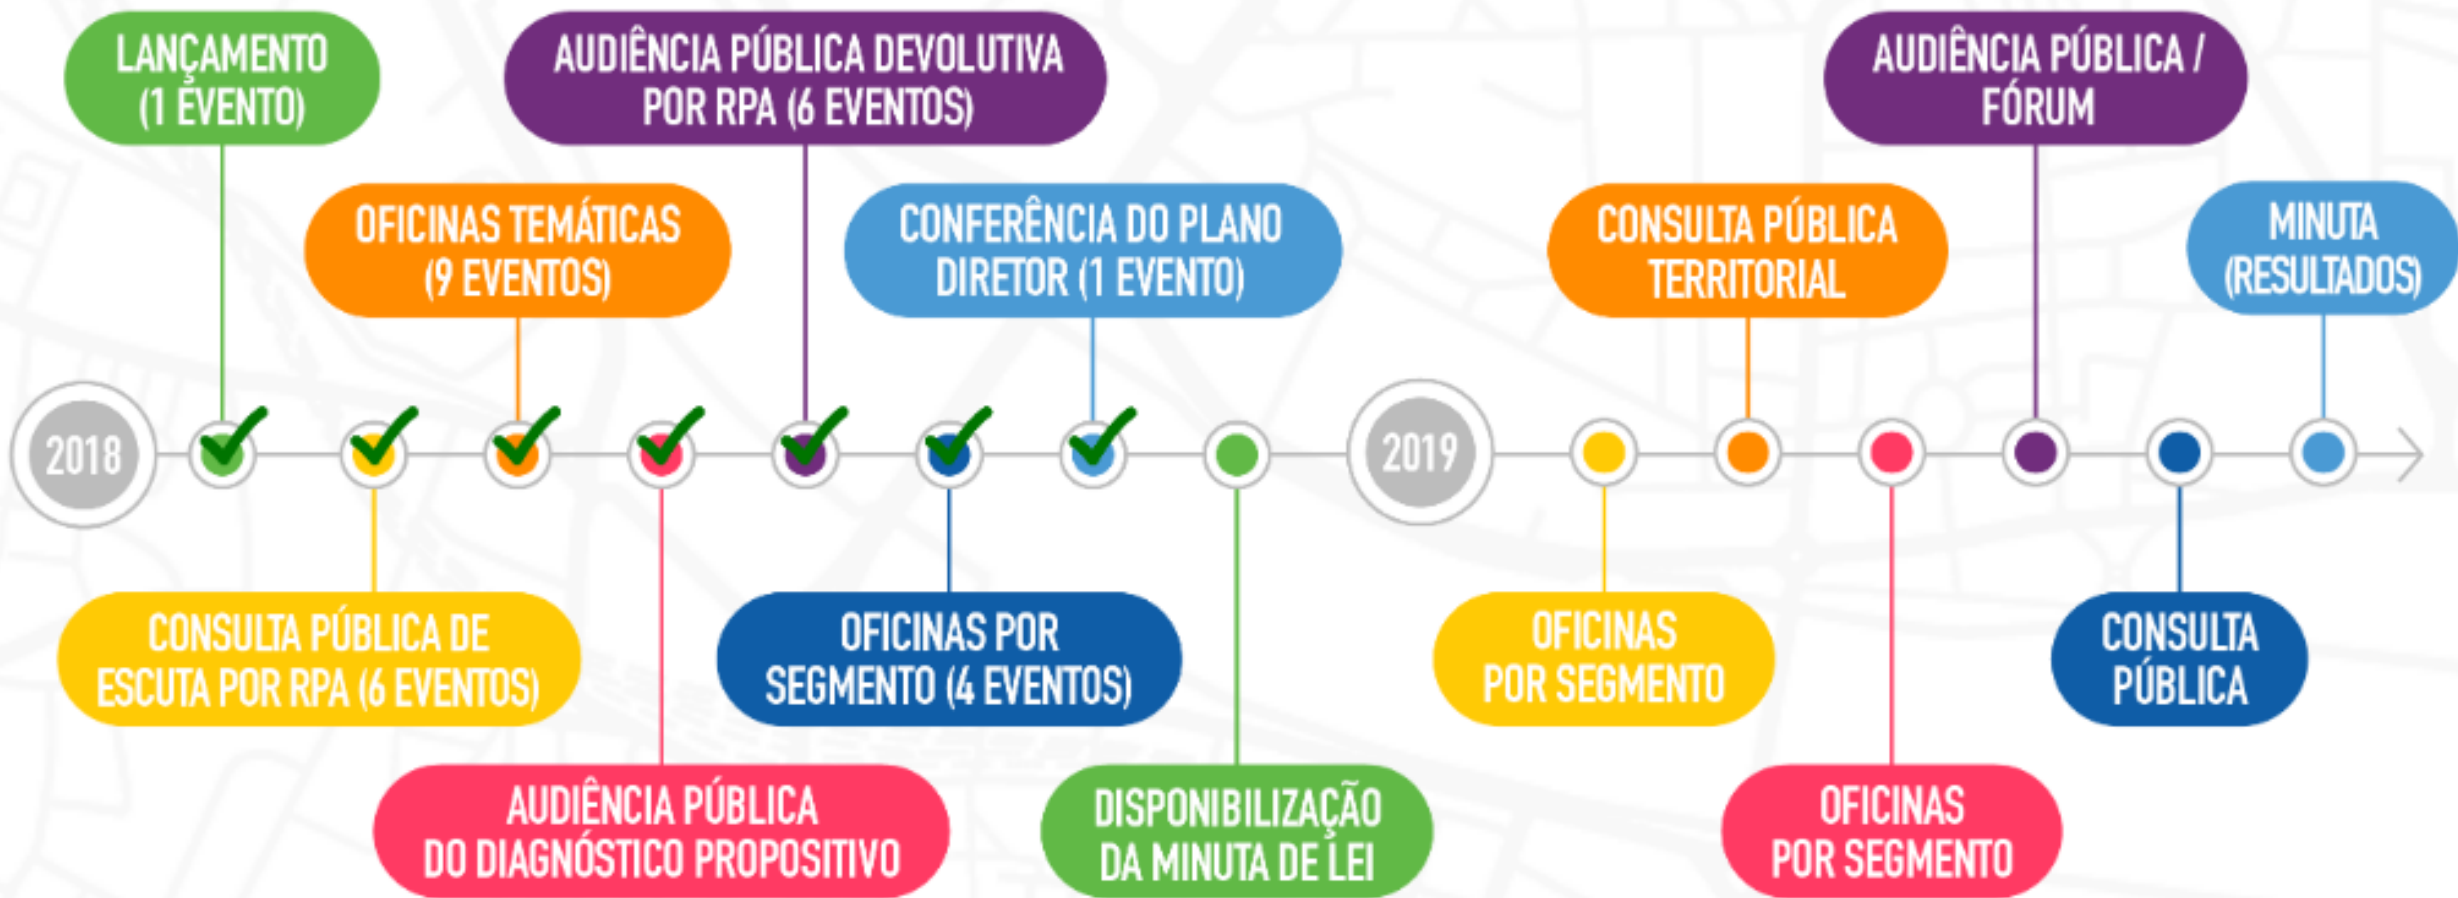 2018
LANÇAMENTO
(1 EVENTO)
CONSULTA PÚBLICA DE
ESCUTA POR RPA (6 EVENTOS)
OFICINAS TEMÁTICAS
(9 EVENTOS)
AUDIÊNCIA PÚBLICA
DO DIAGNÓSTICO PROPOSITIVO
AUDIÊNCIA PÚBLICA DEVOLUTIVA
POR RPA (6 EVENTOS)
OFICINAS POR
SEGMENTO (4 EVENTOS)
CONFERÊNCIA DO PLANO
DIRETOR (1 EVENTO)
DISPONIBILIZAÇÃO
DA MINUTA DE LEI
2019
OFICINAS
POR SEGMENTO
CONSULTA PÚBLICA
TERRITORIAL
OFICINAS
POR SEGMENTO
AUDIÊNCIA PÚBLICA /
FÓRUM
CONSULTA
PÚBLICA
MINUTA
(RESULTADOS)